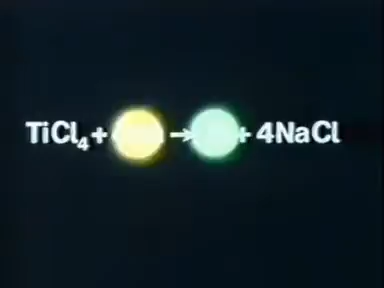 TiCl₄ + → + 4NaCl